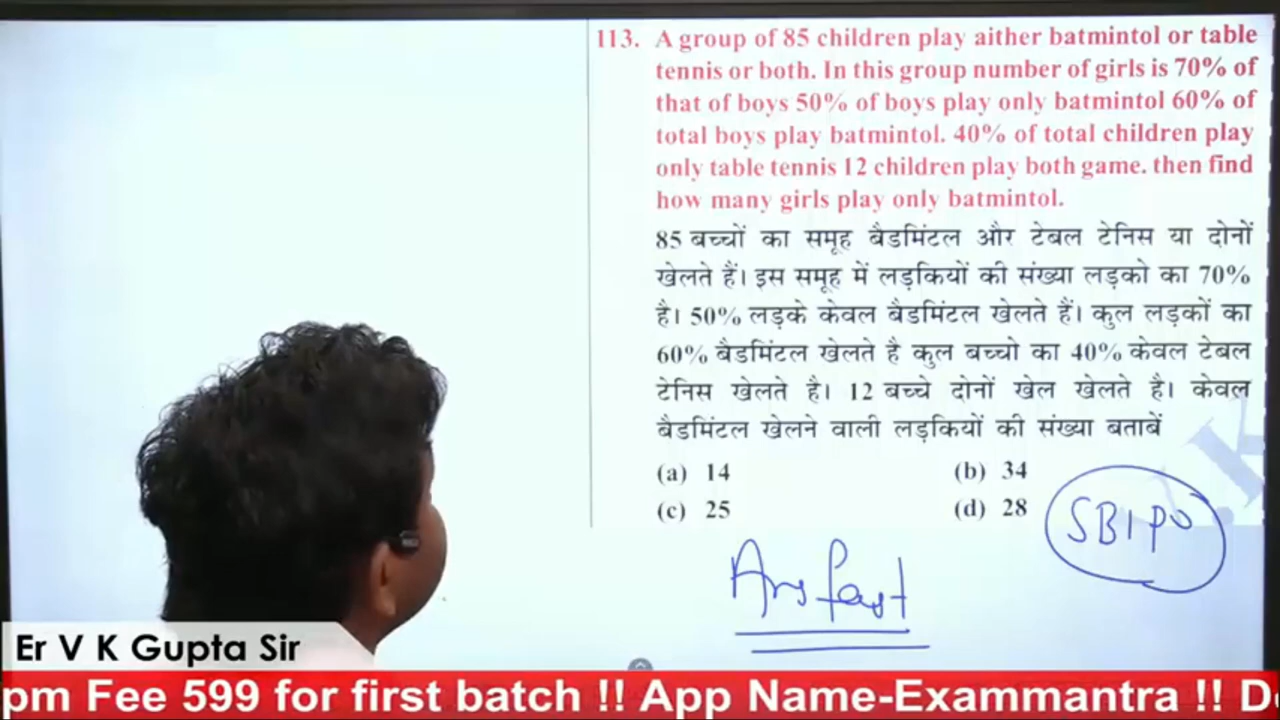 113. A group of 85 children play aither batmintol or table
tennis or both. In this group number of girls is 70% of
that of boys 50% of boys play only batmintol 60% of
total boys play batmintol. 40% of total children play
only table tennis 12 children play both game. then find
how many girls play only batmintol.
85 बच्चों का समूह बैडमिंटल और टेबल टेनिस या दोनों
खेलते हैं। इस समूह में लड़कियों की संख्या लड़को का 70%
है। 50% लड़के केवल बैडमिंटल खेलते हैं। कुल लड़कों का
60% बैडमिंटल खेलते है कुल बच्चो का 40% केवल टेबल
टेनिस खेलते है। 12 बच्चे दोनों खेल खेलते है। केवल
बैडमिंटल खेलने वाली लड़कियों की संख्या बताबें
(a) 14 (b) 34
(c) 25 (d) 28
SBI PO
Ans fast
Er V K Gupta Sir
pm Fee 599 for first batch !! App Name-Exammantra !!